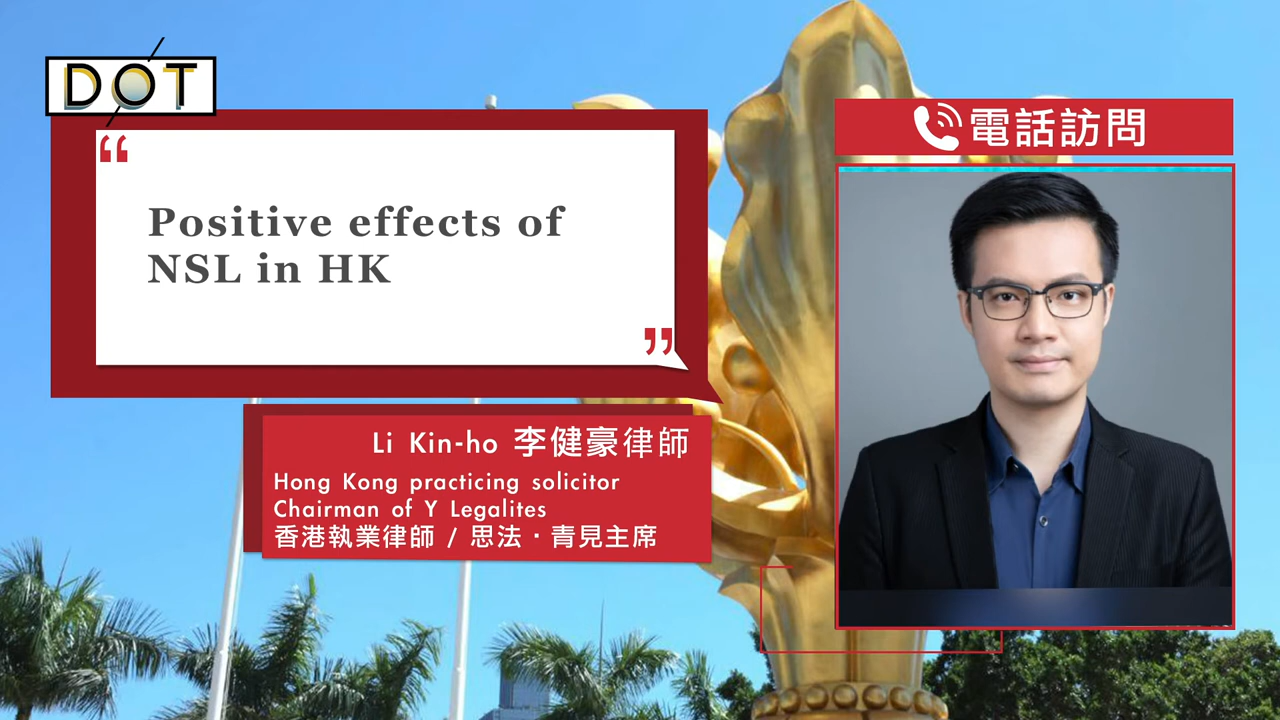 DOT
“
Positive effects of
NSL in HK
”
Li Kin-ho 李健豪律師
Hong Kong practicing solicitor
Chairman of Y Legalites
香港執業律師 / 思法・青見主席
電話訪問